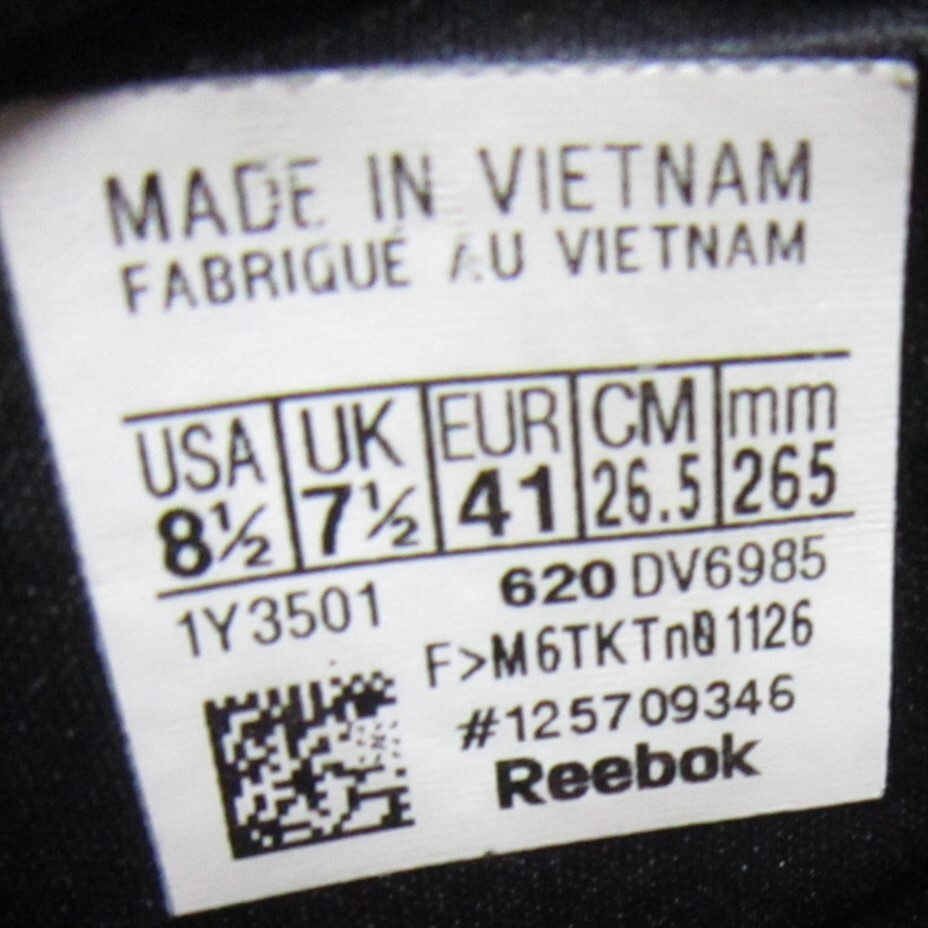 MADE IN VIETNAM
FABRIQUÉ AU VIETNAM
USA UK EUR CM mm
8½ 7½ 41 26.5 265
1Y3501 620 DV6985
F>M6TKTn01126
#125709346
Reebok